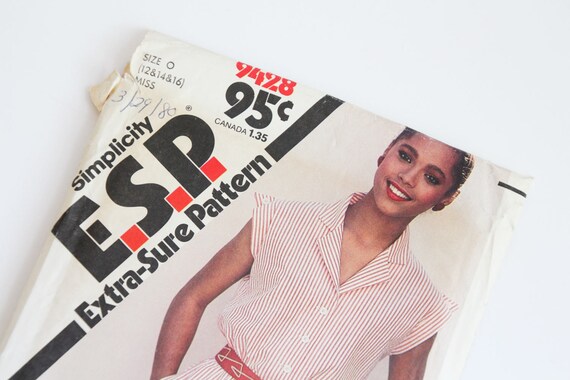 SIZE O
(12&14&16)
MISS
3/29/80
9428
95¢
CANADA 1.35
Simplicity®
E.S.P.
Extra-Sure Pattern